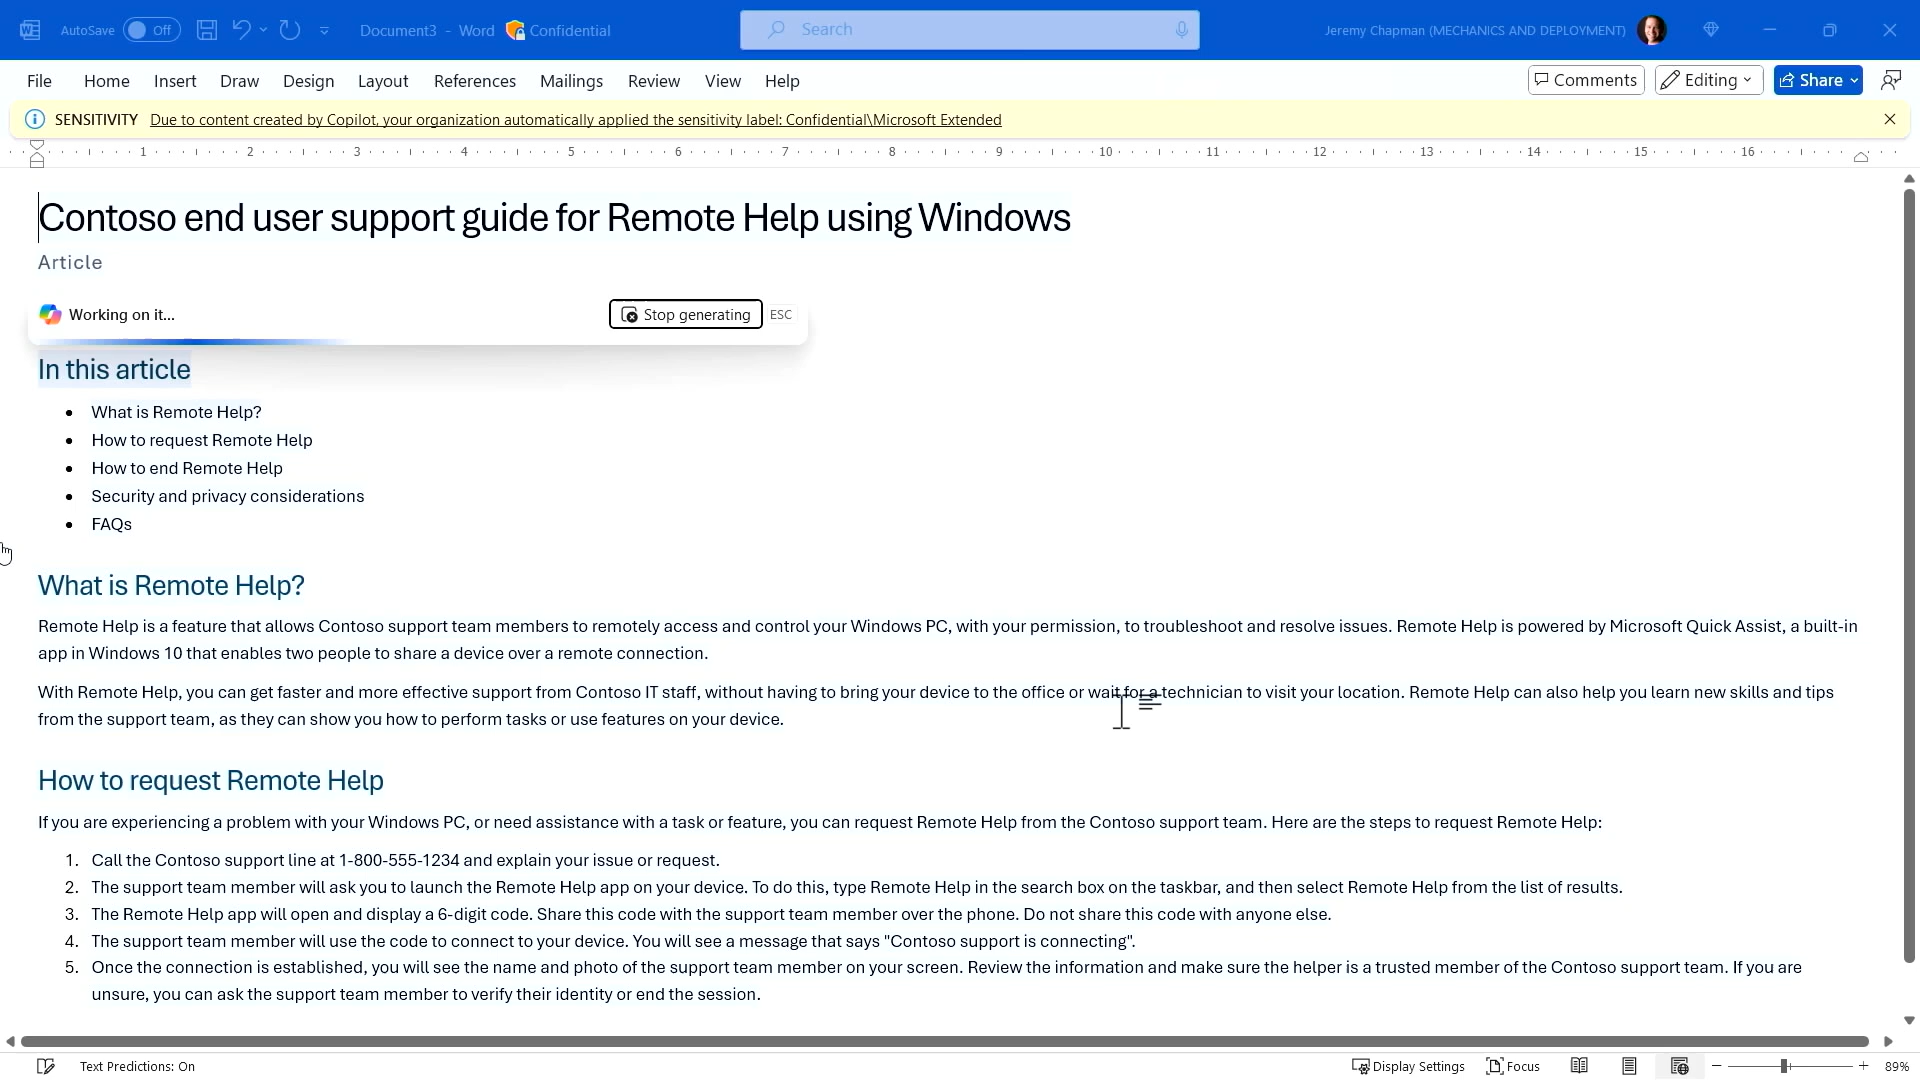 AutoSave Off Document3 - Word Confidential Search Jeremy Chapman (MECHANICS AND DEPLOYMENT)
File Home Insert Draw Design Layout References Mailings Review View Help Comments Editing Share
SENSITIVITY Due to content created by Copilot, your organization automatically applied the sensitivity label: Confidential\Microsoft Extended
1 2 3 4 5 6 7 8 9 10 11 12 13 14 15 16
Contoso end user support guide for Remote Help using Windows
Article
Working on it... Stop generating ESC
In this article
• What is Remote Help?
• How to request Remote Help
• How to end Remote Help
• Security and privacy considerations
• FAQs
What is Remote Help?
Remote Help is a feature that allows Contoso support team members to remotely access and control your Windows PC, with your permission, to troubleshoot and resolve issues. Remote Help is powered by Microsoft Quick Assist, a built-in
app in Windows 10 that enables two people to share a device over a remote connection.
With Remote Help, you can get faster and more effective support from Contoso IT staff, without having to bring your device to the office or wait for a technician to visit your location. Remote Help can also help you learn new skills and tips
from the support team, as they can show you how to perform tasks or use features on your device.
How to request Remote Help
If you are experiencing a problem with your Windows PC, or need assistance with a task or feature, you can request Remote Help from the Contoso support team. Here are the steps to request Remote Help:
1. Call the Contoso support line at 1-800-555-1234 and explain your issue or request.
2. The support team member will ask you to launch the Remote Help app on your device. To do this, type Remote Help in the search box on the taskbar, and then select Remote Help from the list of results.
3. The Remote Help app will open and display a 6-digit code. Share this code with the support team member over the phone. Do not share this code with anyone else.
4. The support team member will use the code to connect to your device. You will see a message that says "Contoso support is connecting".
5. Once the connection is established, you will see the name and photo of the support team member on your screen. Review the information and make sure the helper is a trusted member of the Contoso support team. If you are
unsure, you can ask the support team member to verify their identity or end the session.
Text Predictions: On Display Settings Focus 89%